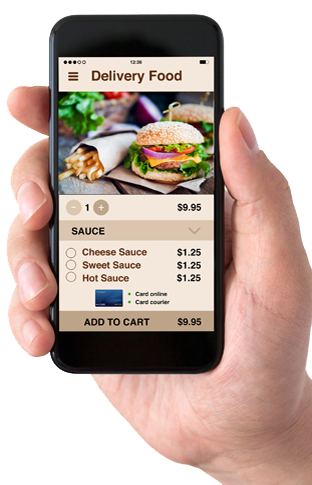 12:36
Delivery Food
1 $9.95
SAUCE
Cheese Sauce $1.25
Sweet Sauce $1.25
Hot Sauce $1.25
Card online
Card courier
ADD TO CART $9.95